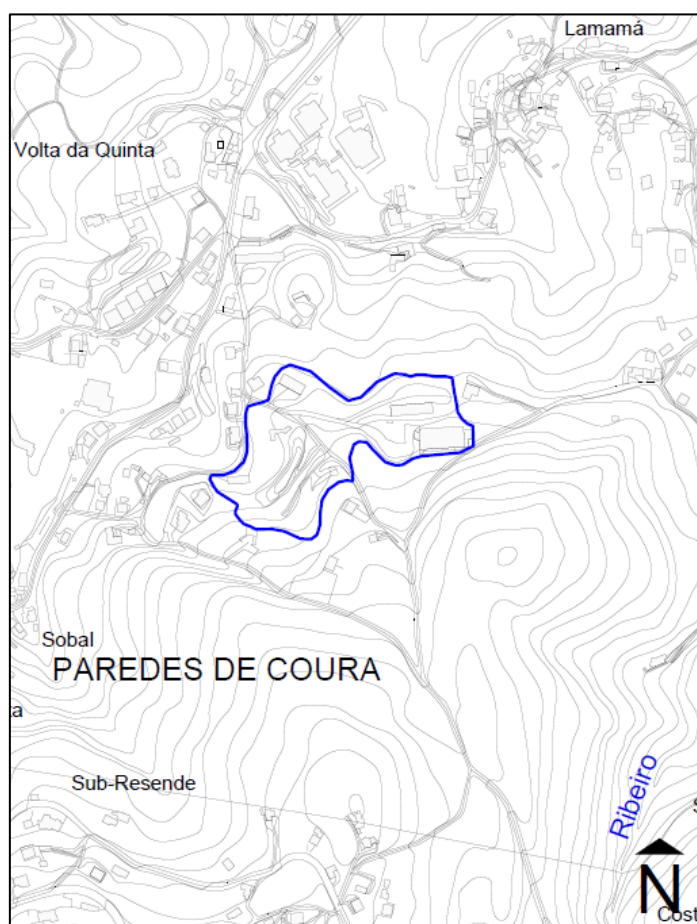 Lamamá
Volta da Quinta
Sobal
PAREDES DE COURA
Sub-Resende
Ribeiro
N